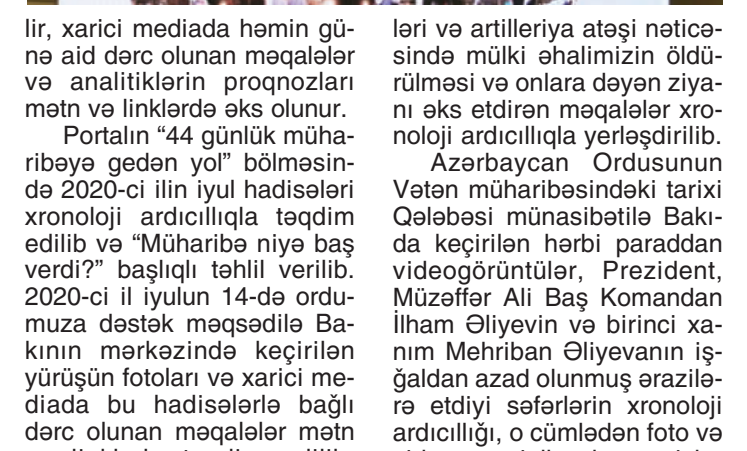 lir, xarici mediada həmin gü-
nə aid dərc olunan məqalələr
və analitiklərin proqnozları
mətn və linklərdə əks olunur.
Portalın “44 günlük müha-
ribəyə gedən yol” bölməsin-
də 2020-ci ilin iyul hadisələri
xronoloji ardıcıllıqla təqdim
edilib və “Müharibə niyə baş
verdi?” başlıqlı təhlil verilib.
2020-ci il iyulun 14-də ordu-
muza dəstək məqsədilə Ba-
kının mərkəzində keçirilən
yürüşün fotoları və xarici me-
diada bu hadisələrlə bağlı
dərc olunan məqalələr mətn
ləri və artilleriya atəşi nəticə-
sində mülki əhalimizin öldü-
rülməsi və onlara dəyən ziya-
nı əks etdirən məqalələr xro-
noloji ardıcıllıqla yerləşdirilib.
Azərbaycan Ordusunun
Vətən müharibəsindəki tarixi
Qələbəsi münasibətilə Bakı-
da keçirilən hərbi paraddan
videogörüntülər, Prezident,
Müzəffər Ali Baş Komandan
İlham Əliyevin və birinci xa-
nım Mehriban Əliyevanın iş-
ğaldan azad olunmuş ərazilə-
rə etdiyi səfərlərin xronoloji
ardıcıllığı, o cümlədən foto və